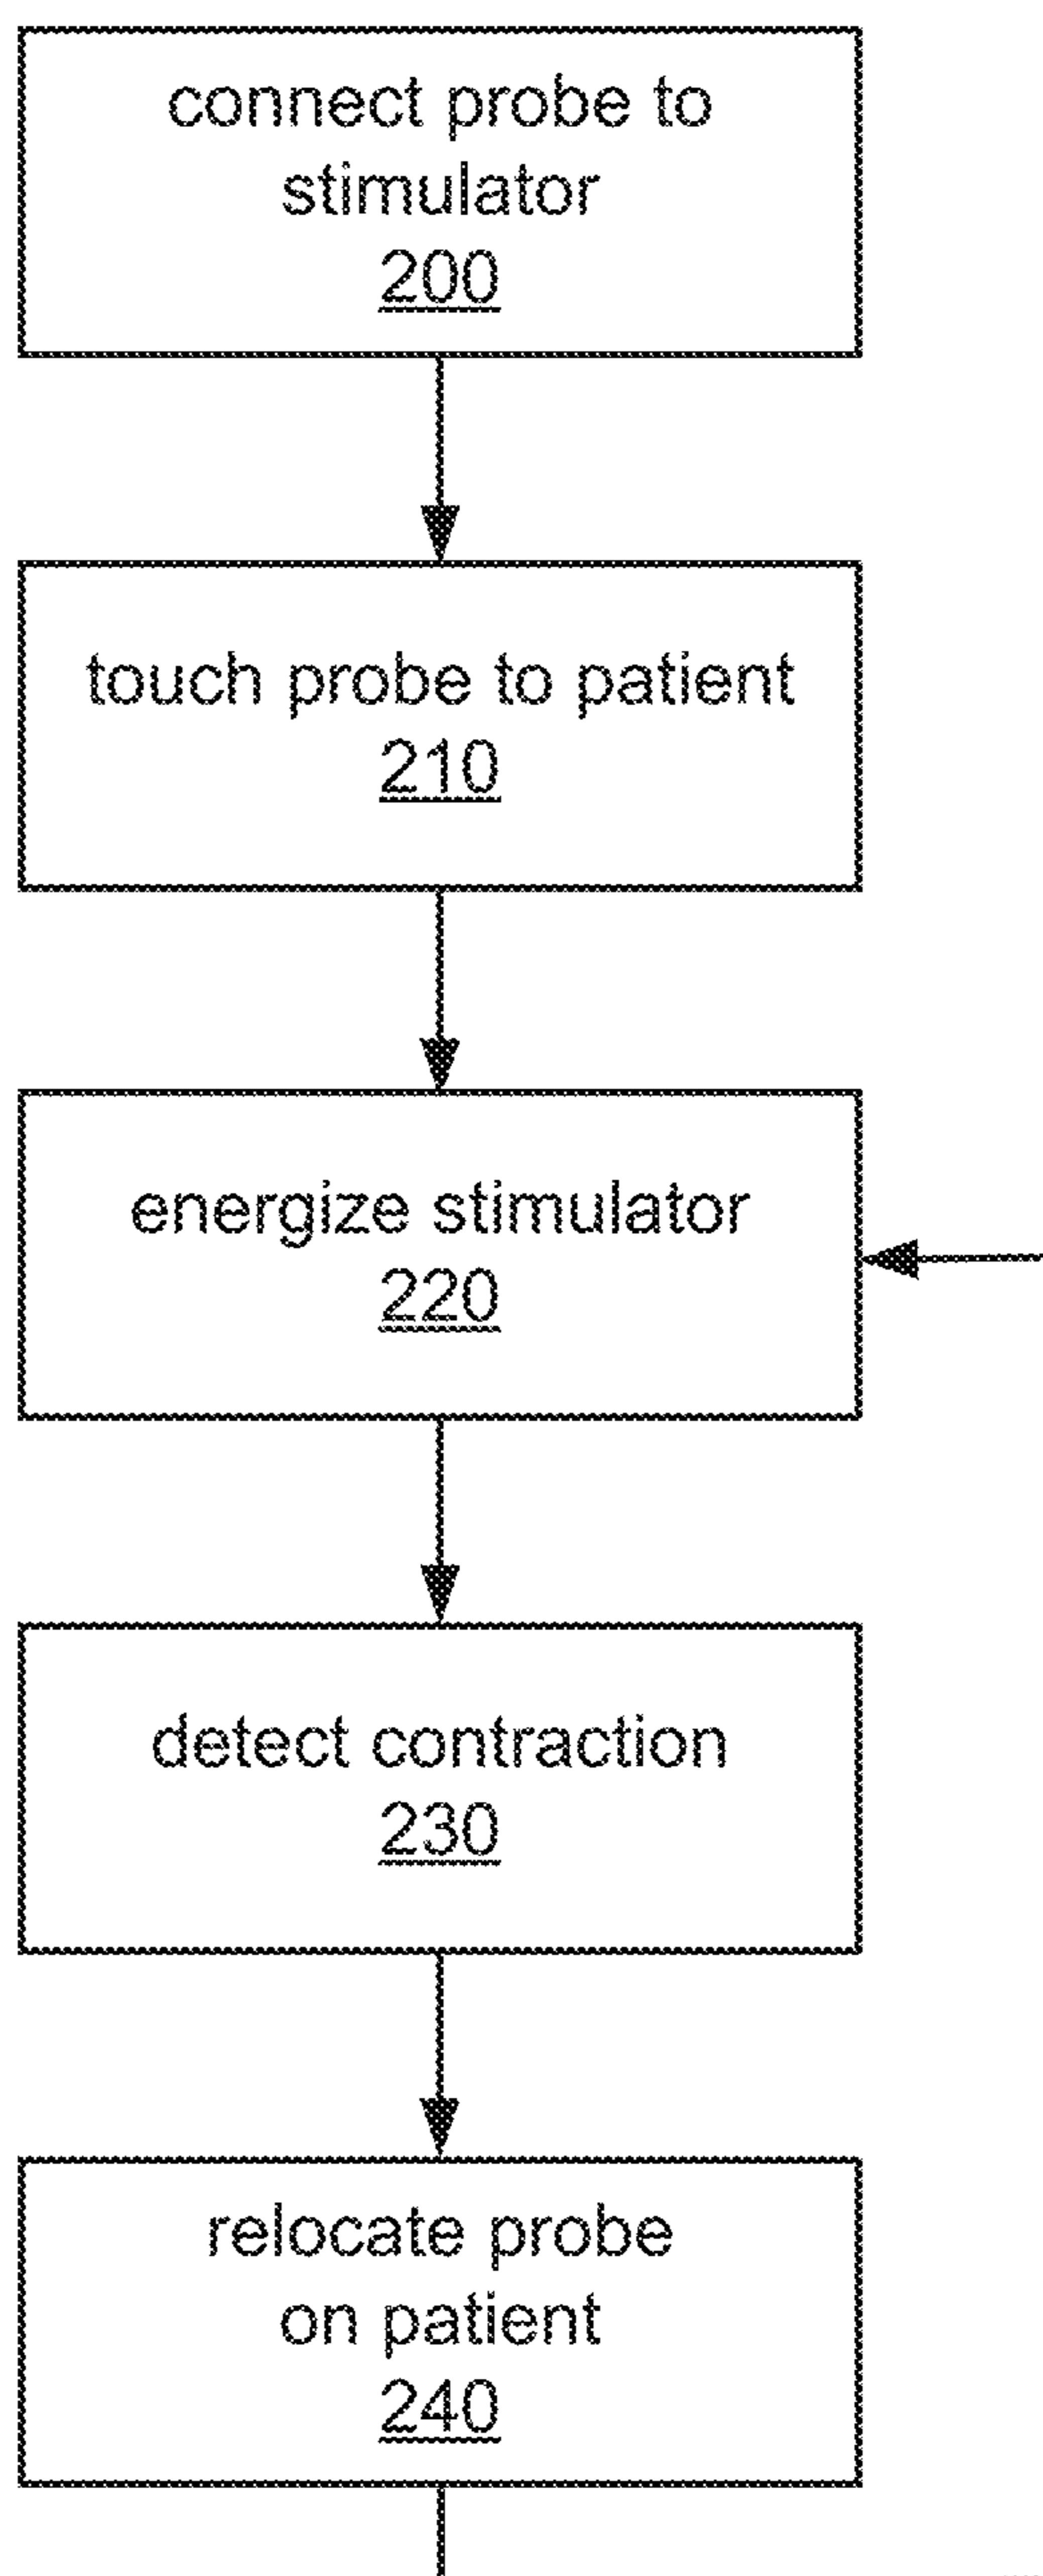 connect probe to
stimulator
200
touch probe to patient
210
energize stimulator
220
detect contraction
230
relocate probe
on patient
240